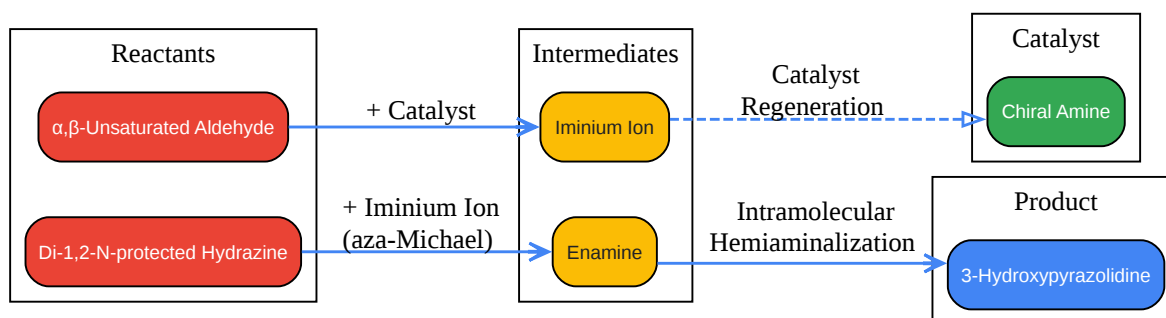 Reactants
α,β-Unsaturated Aldehyde
Di-1,2-N-protected Hydrazine
+ Catalyst
+ Iminium Ion
(aza-Michael)
Intermediates
Iminium Ion
Enamine
Catalyst
Regeneration
Intramolecular
Hemiaminalization
Catalyst
Chiral Amine
Product
3-Hydroxypyrazolidine